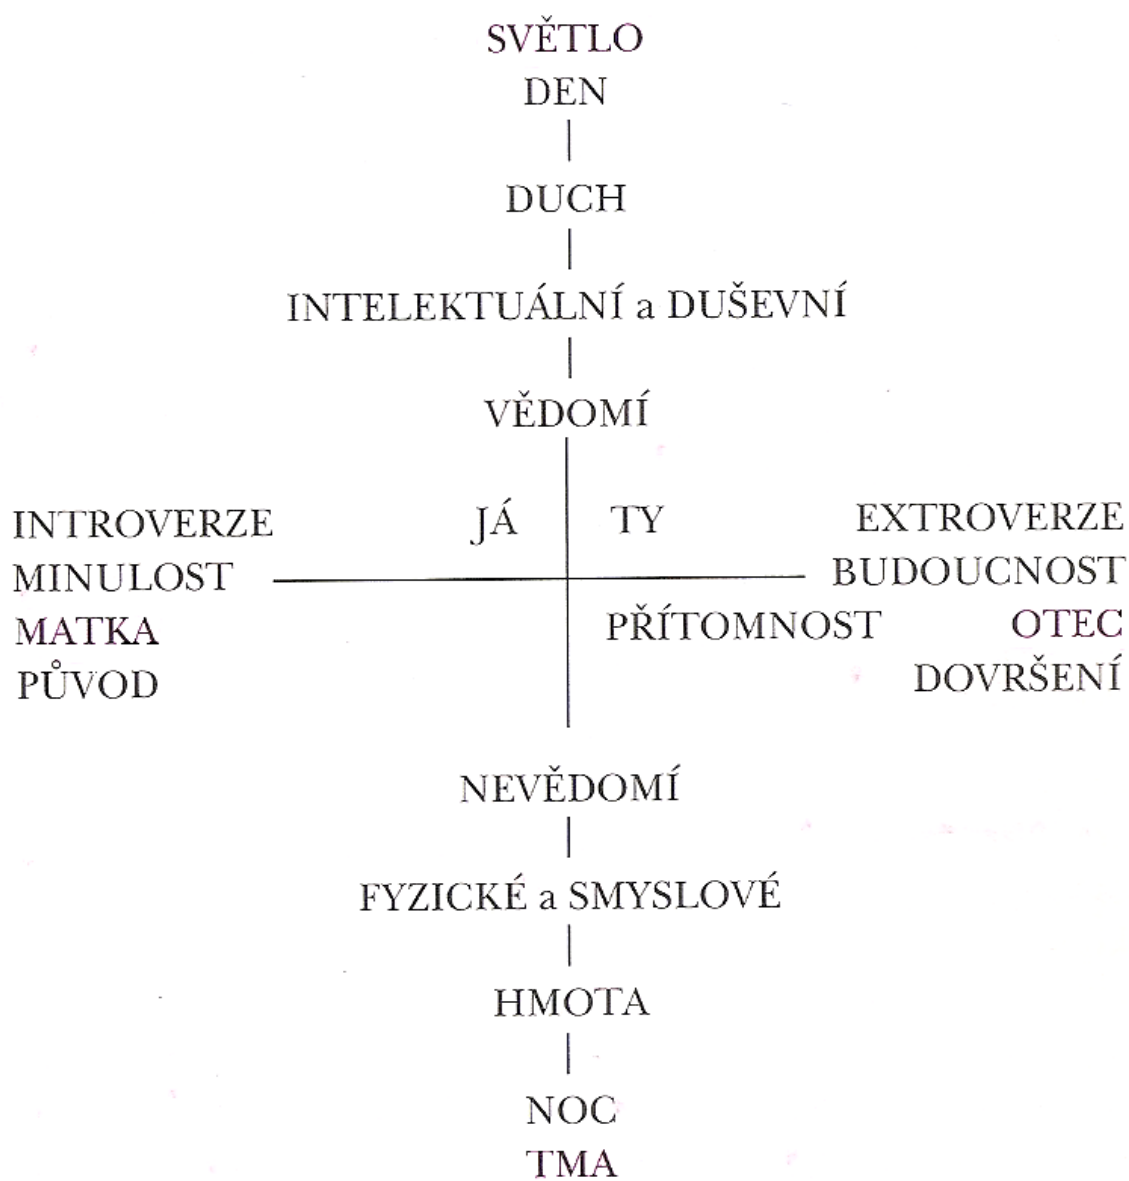 SVĚTLO
DEN
DUCH
INTELEKTUÁLNÍ a DUŠEVNÍ
VĚDOMÍ
INTROVERZE JÁ TY EXTROVERZE
MINULOST BUDOUCNOST
MATKA PŘÍTOMNOST OTEC
PŮVOD DOVRŠENÍ
NEVĚDOMÍ
FYZICKÉ a SMYSLOVÉ
HMOTA
NOC
TMA